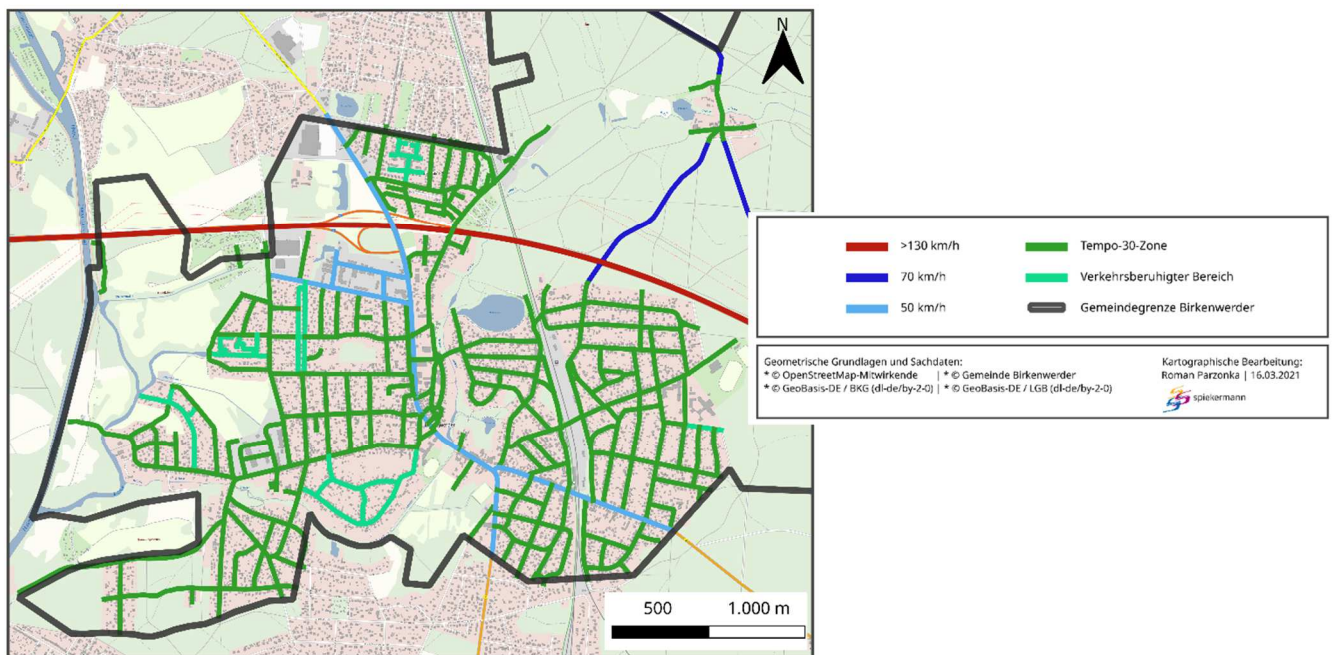 N
>130 km/h
Tempo-30-Zone
70 km/h
Verkehrsberuhigter Bereich
50 km/h
Gemeindegrenze Birkenwerder
Geometrische Grundlagen und Sachdaten:
* © OpenStreetMap-Mitwirkende | * © Gemeinde Birkenwerder
* © GeoBasis-DE / BKG (dl-de/by-2-0) | * © GeoBasis-DE / LGB (dl-de/by-2-0)
Kartographische Bearbeitung:
Roman Parzonka | 16.03.2021
spiekermann
500 1.000 m